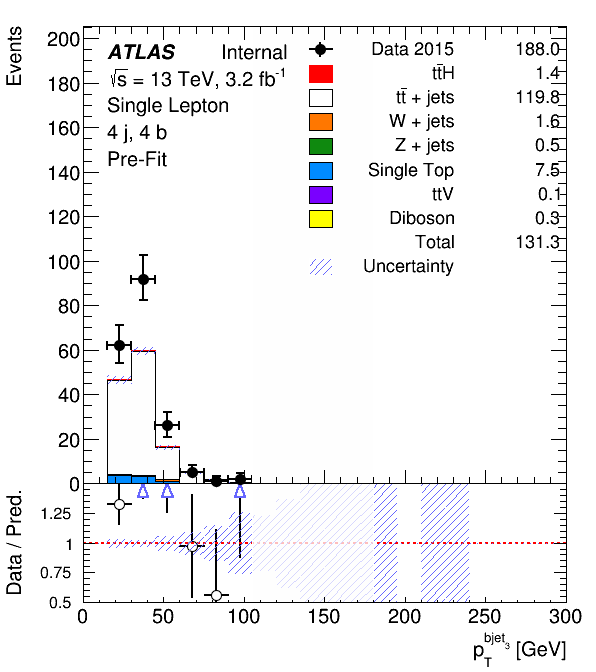 Events
200
180
160
140
120
100
80
60
40
20
0
ATLAS Internal
√s = 13 TeV, 3.2 fb⁻¹
Single Lepton
4 j, 4 b
Pre-Fit
Data 2015 188.0
tt̄H 1.4
tt̄ + jets 119.8
W + jets 1.6
Z + jets 0.5
Single Top 7.5
ttV 0.1
Diboson 0.3
Total 131.3
Uncertainty
Data / Pred.
1.25
1
0.75
0.5
0 50 100 150 200 250 300
p_T^bjet₃ [GeV]